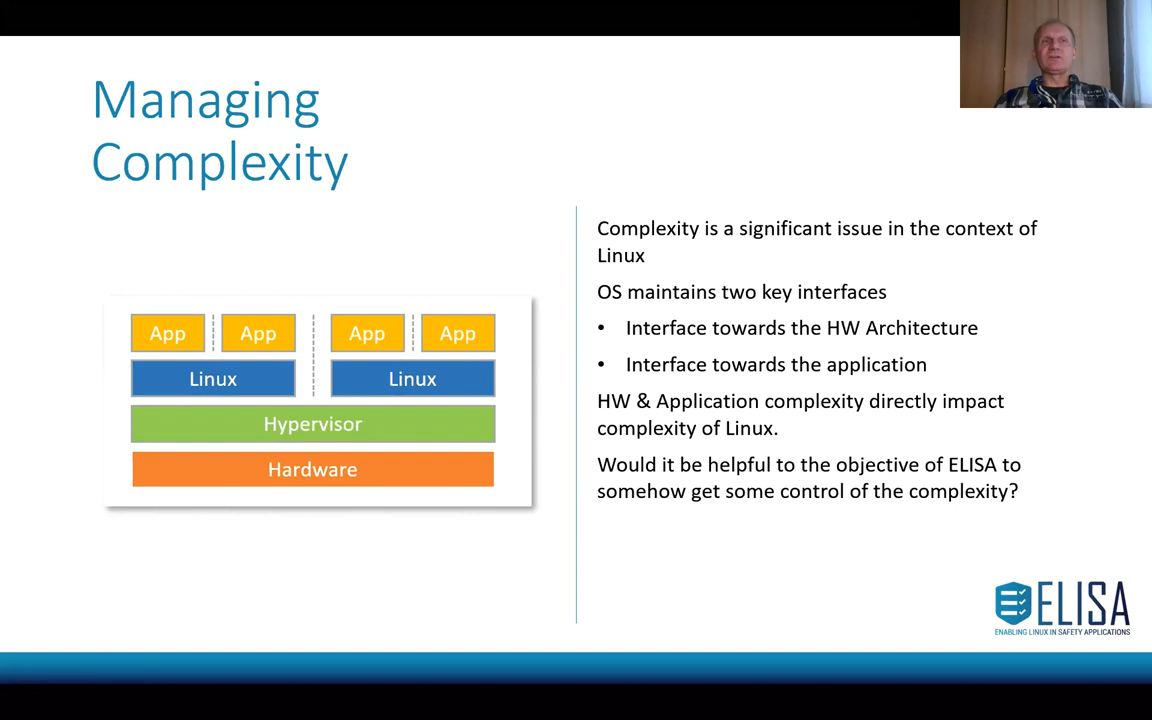 Managing
Complexity
App App App App
Linux Linux
Hypervisor
Hardware
Complexity is a significant issue in the context of
Linux
OS maintains two key interfaces
• Interface towards the HW Architecture
• Interface towards the application
HW & Application complexity directly impact
complexity of Linux.
Would it be helpful to the objective of ELISA to
somehow get some control of the complexity?
ELISA
ENABLING LINUX IN SAFETY APPLICATIONS